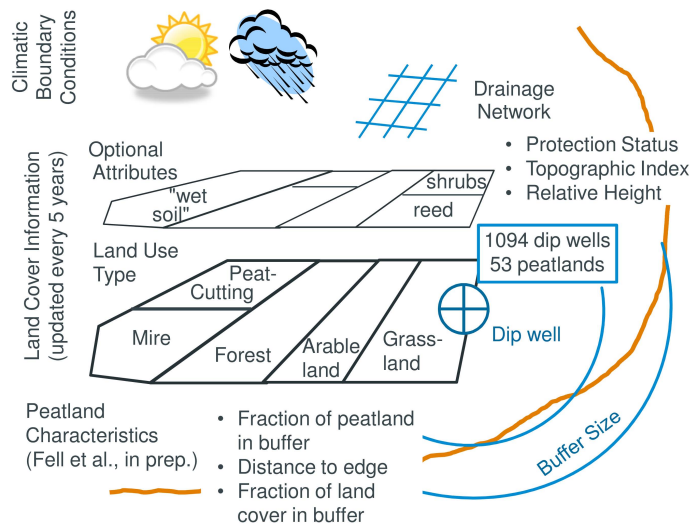 Climatic
Boundary
Conditions
Drainage
Network
• Protection Status
• Topographic Index
• Relative Height
Land Cover Information
(updated every 5 years)
Optional
Attributes
"wet
soil"
shrubs
reed
Land Use
Type
Peat-
Cutting
Mire
Forest
Arable
land
Grass-
land
1094 dip wells
53 peatlands
Dip well
Buffer Size
Peatland
Characteristics
(Fell et al., in prep.)
• Fraction of peatland
in buffer
• Distance to edge
• Fraction of land
cover in buffer